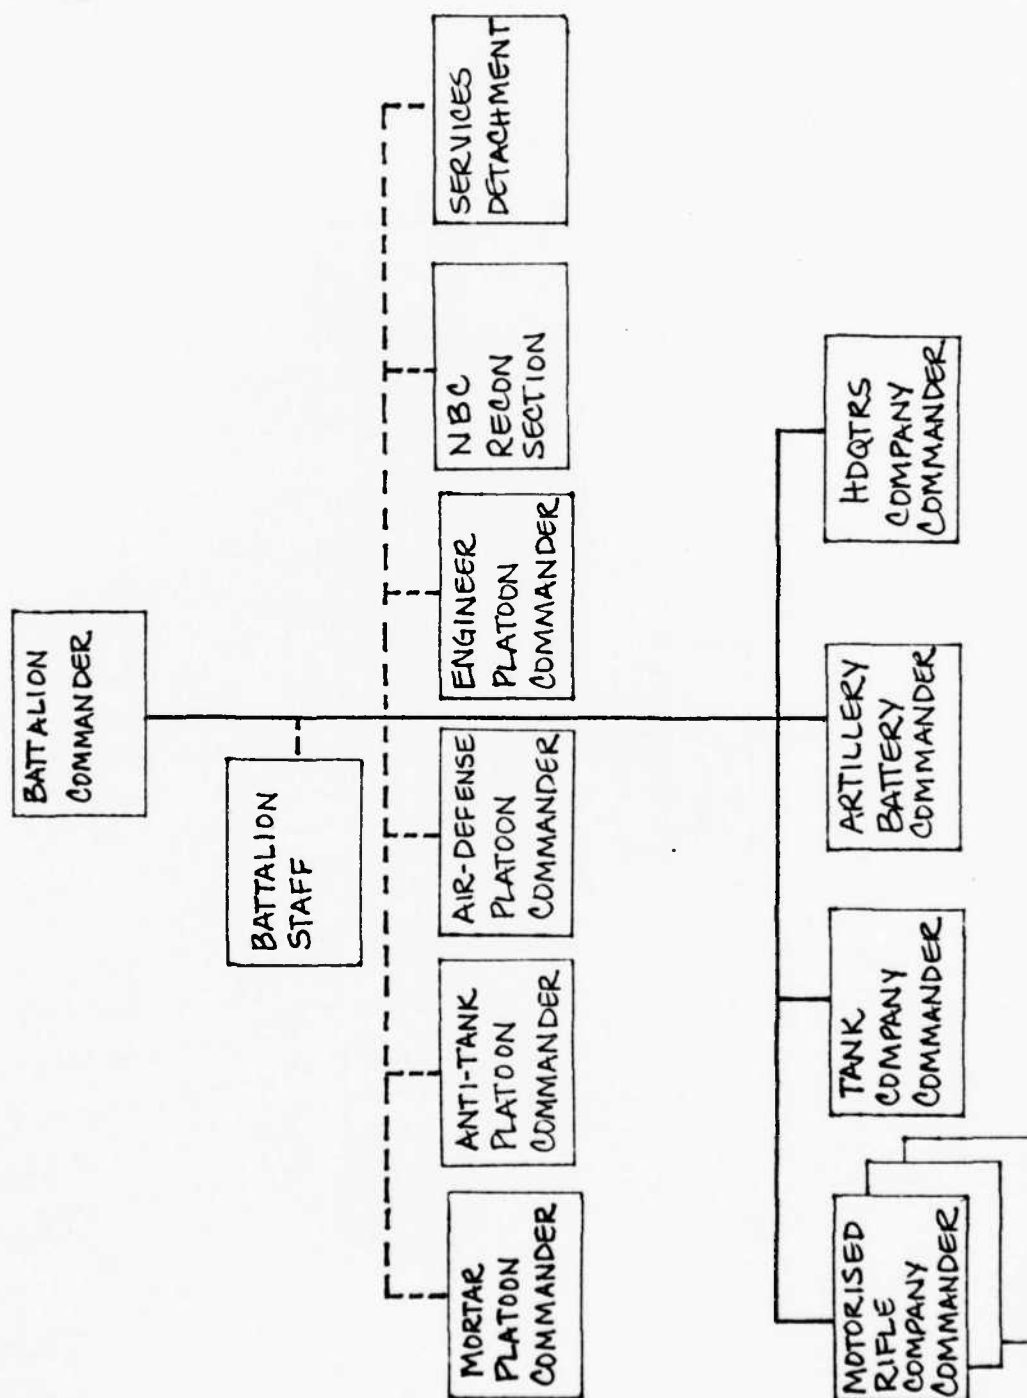 BATTALION
COMMANDER
BATTALION
STAFF
MORTAR
PLATOON
COMMANDER
ANTI-TANK
PLATOON
COMMANDER
AIR-DEFENSE
PLATOON
COMMANDER
ENGINEER
PLATOON
COMMANDER
NBC
RECON
SECTION
SERVICES
DETACHMENT
MOTORISED
RIFLE
COMPANY
COMMANDER
TANK
COMPANY
COMMANDER
ARTILLERY
BATTERY
COMMANDER
HDQTRS
COMPANY
COMMANDER